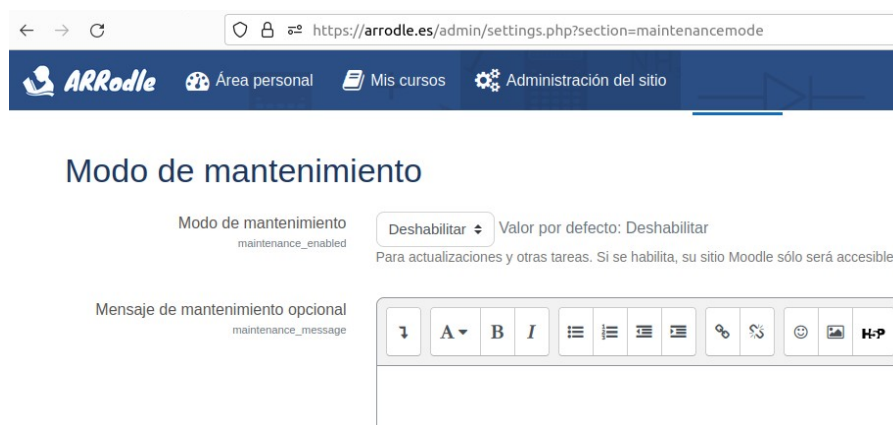 https://arrodle.es/admin/settings.php?section=maintenancemode
ARRodle Área personal Mis cursos Administración del sitio
Modo de mantenimiento
Modo de mantenimiento
maintenance_enabled
Deshabilitar Valor por defecto: Deshabilitar
Para actualizaciones y otras tareas. Si se habilita, su sitio Moodle sólo será accesible
Mensaje de mantenimiento opcional
maintenance_message
A B I
H-P